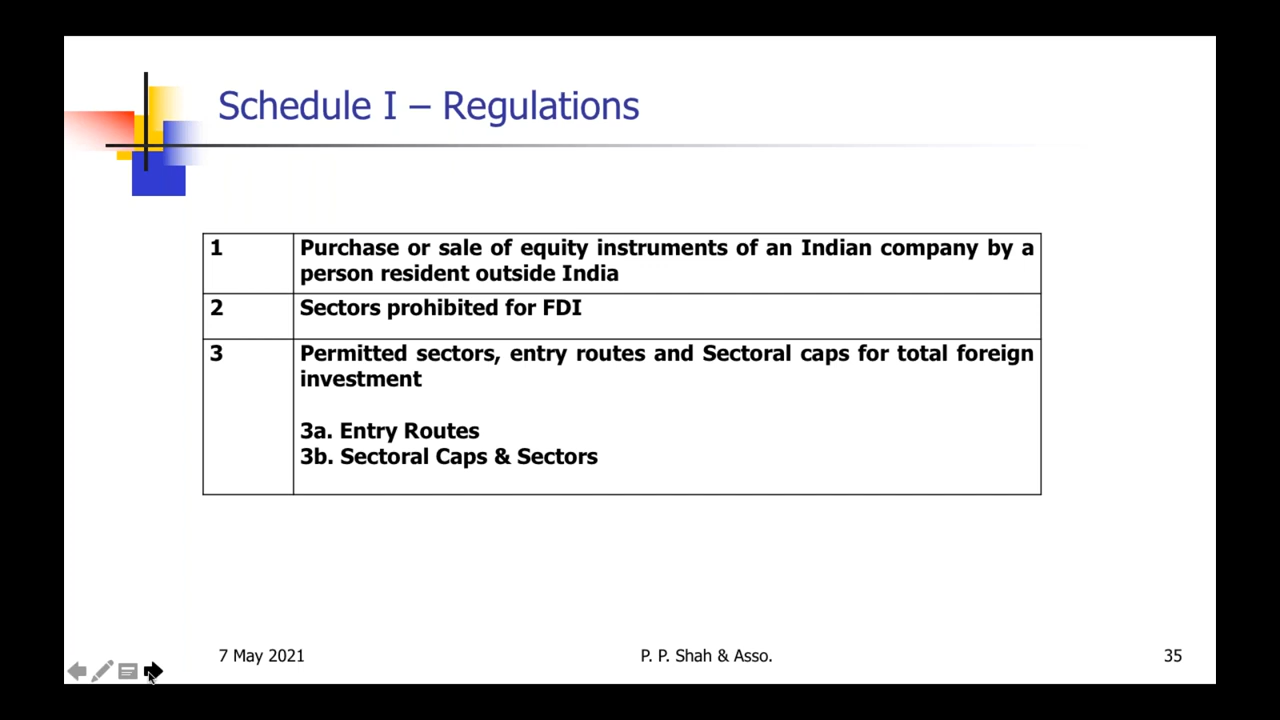 Schedule I – Regulations
1
Purchase or sale of equity instruments of an Indian company by a
person resident outside India
2
Sectors prohibited for FDI
3
Permitted sectors, entry routes and Sectoral caps for total foreign
investment
3a. Entry Routes
3b. Sectoral Caps & Sectors
7 May 2021
P. P. Shah & Asso.
35